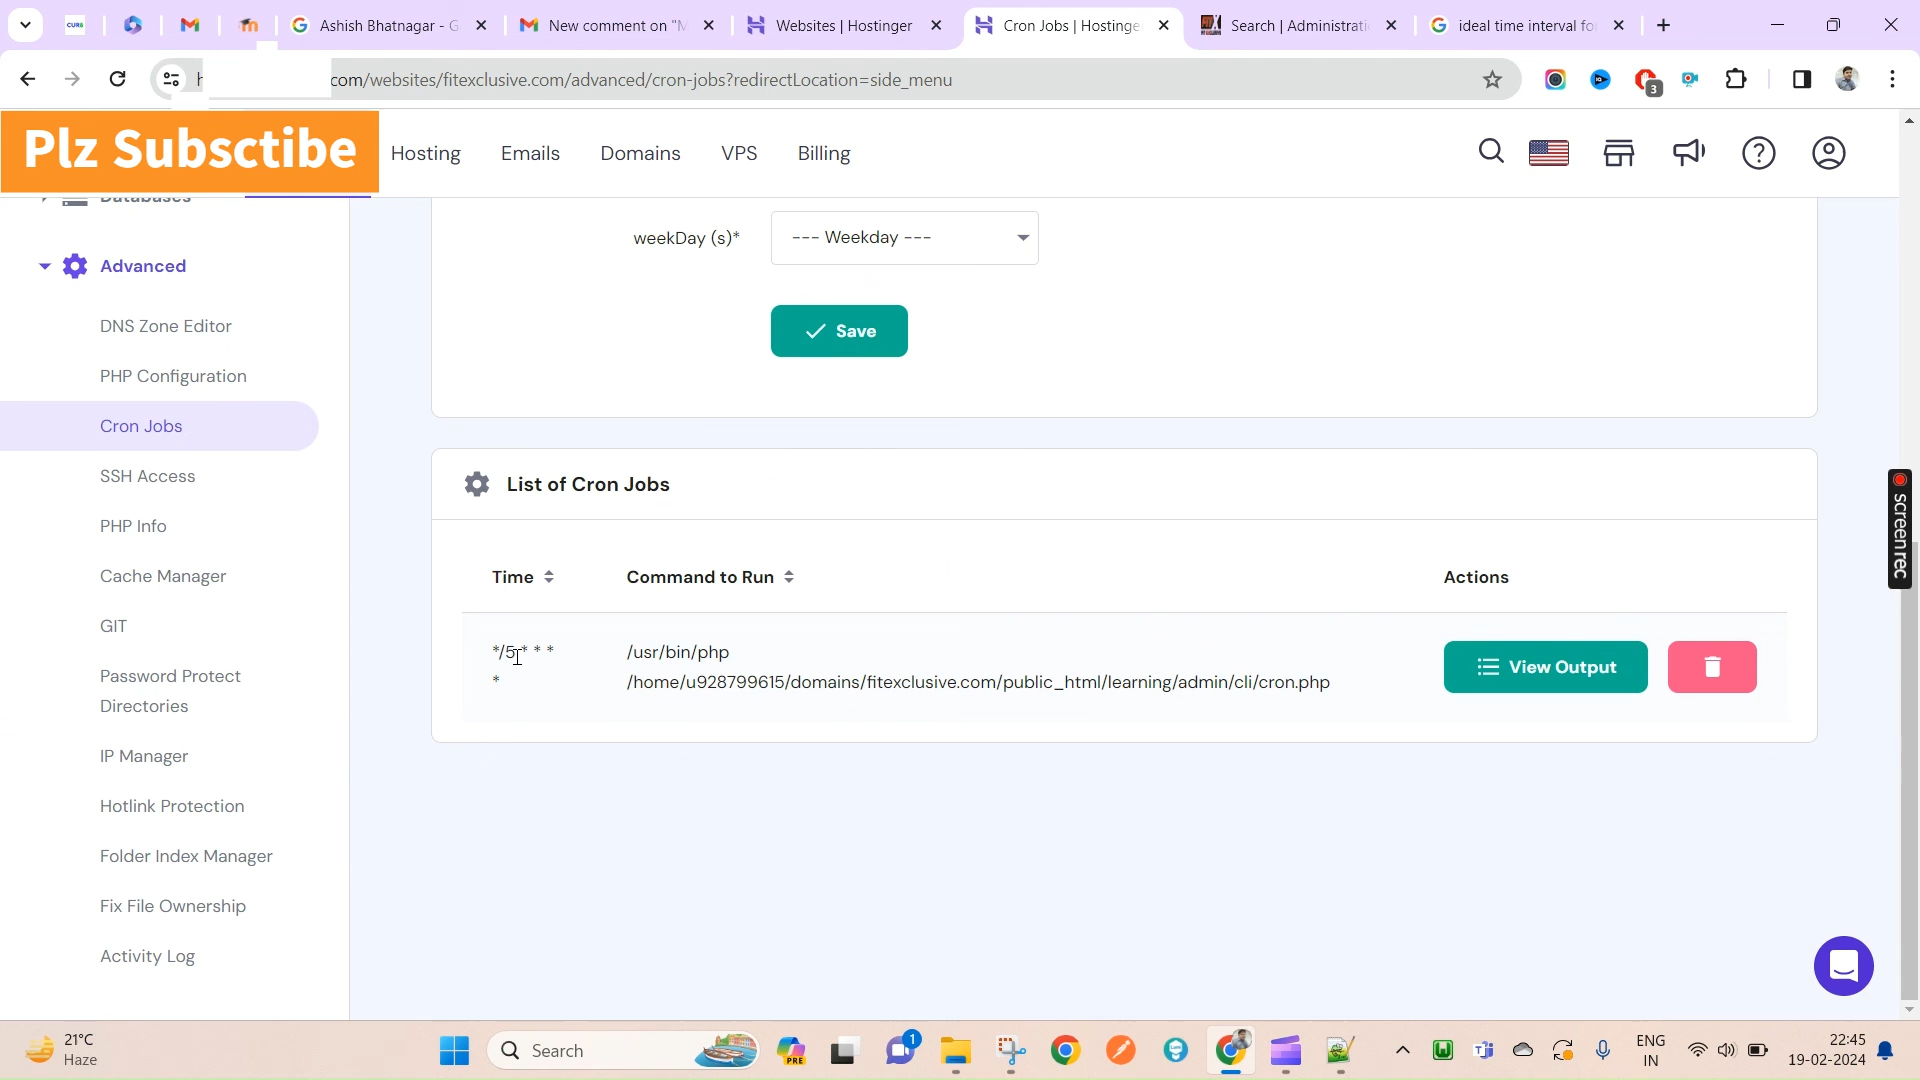 CURB
Ashish Bhatnagar - G
New comment on "M
Websites | Hostinger
Cron Jobs | Hostinge
Search | Administrati
ideal time interval fo
h com/websites/fitexclusive.com/advanced/cron-jobs?redirectLocation=side_menu
3
Plz Subsctibe
Hosting
Emails
Domains
VPS
Billing
Databases
Advanced
DNS Zone Editor
PHP Configuration
Cron Jobs
SSH Access
PHP Info
Cache Manager
GIT
Password Protect
Directories
IP Manager
Hotlink Protection
Folder Index Manager
Fix File Ownership
Activity Log
weekDay (s)*
--- Weekday ---
Save
List of Cron Jobs
Time
Command to Run
Actions
*/5 * * *
*
/usr/bin/php
/home/u928799615/domains/fitexclusive.com/public_html/learning/admin/cli/cron.php
View Output
screenrec
21°C
Haze
Search
PRE
1
ENG
IN
22:45
19-02-2024